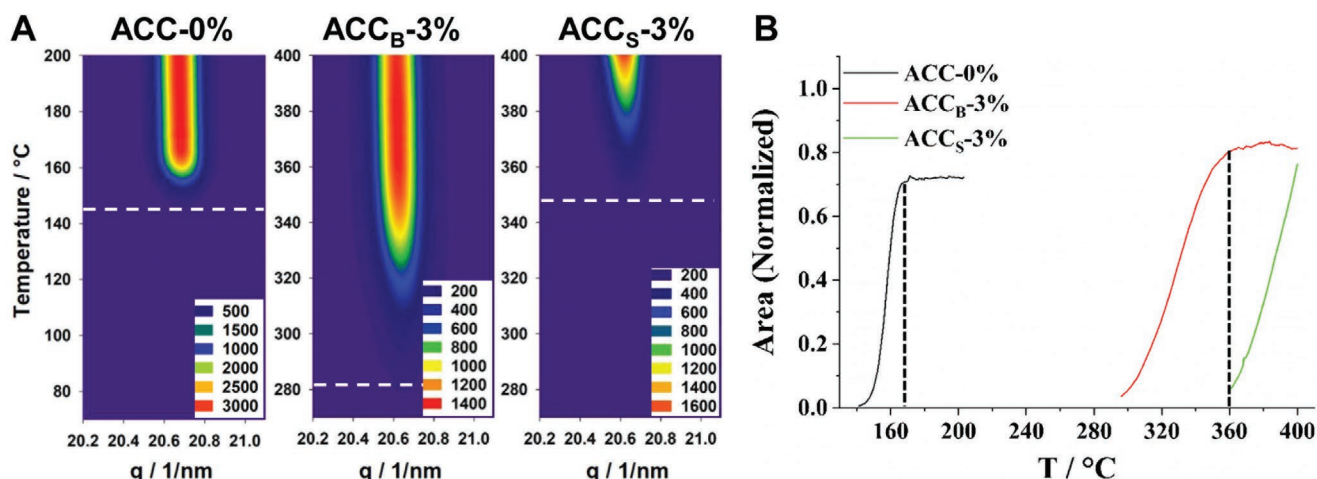 A
ACC-0%
ACCB-3%
ACCS-3%
Temperature / °C
200
180
160
140
120
100
80
500
1500
1000
2000
2500
3000
20.2 20.4 20.6 20.8 21.0
q / 1/nm
400
380
360
340
320
300
280
200
400
600
800
1000
1200
1400
20.2 20.4 20.6 20.8 21.0
q / 1/nm
400
380
360
340
320
300
280
200
400
600
800
1000
1200
1400
1600
20.2 20.4 20.6 20.8 21.0
q / 1/nm
B
ACC-0%
ACCB-3%
ACCS-3%
Area (Normalized)
1.0
0.8
0.6
0.4
0.2
0.0
160 200 240 280 320 360 400
T / °C